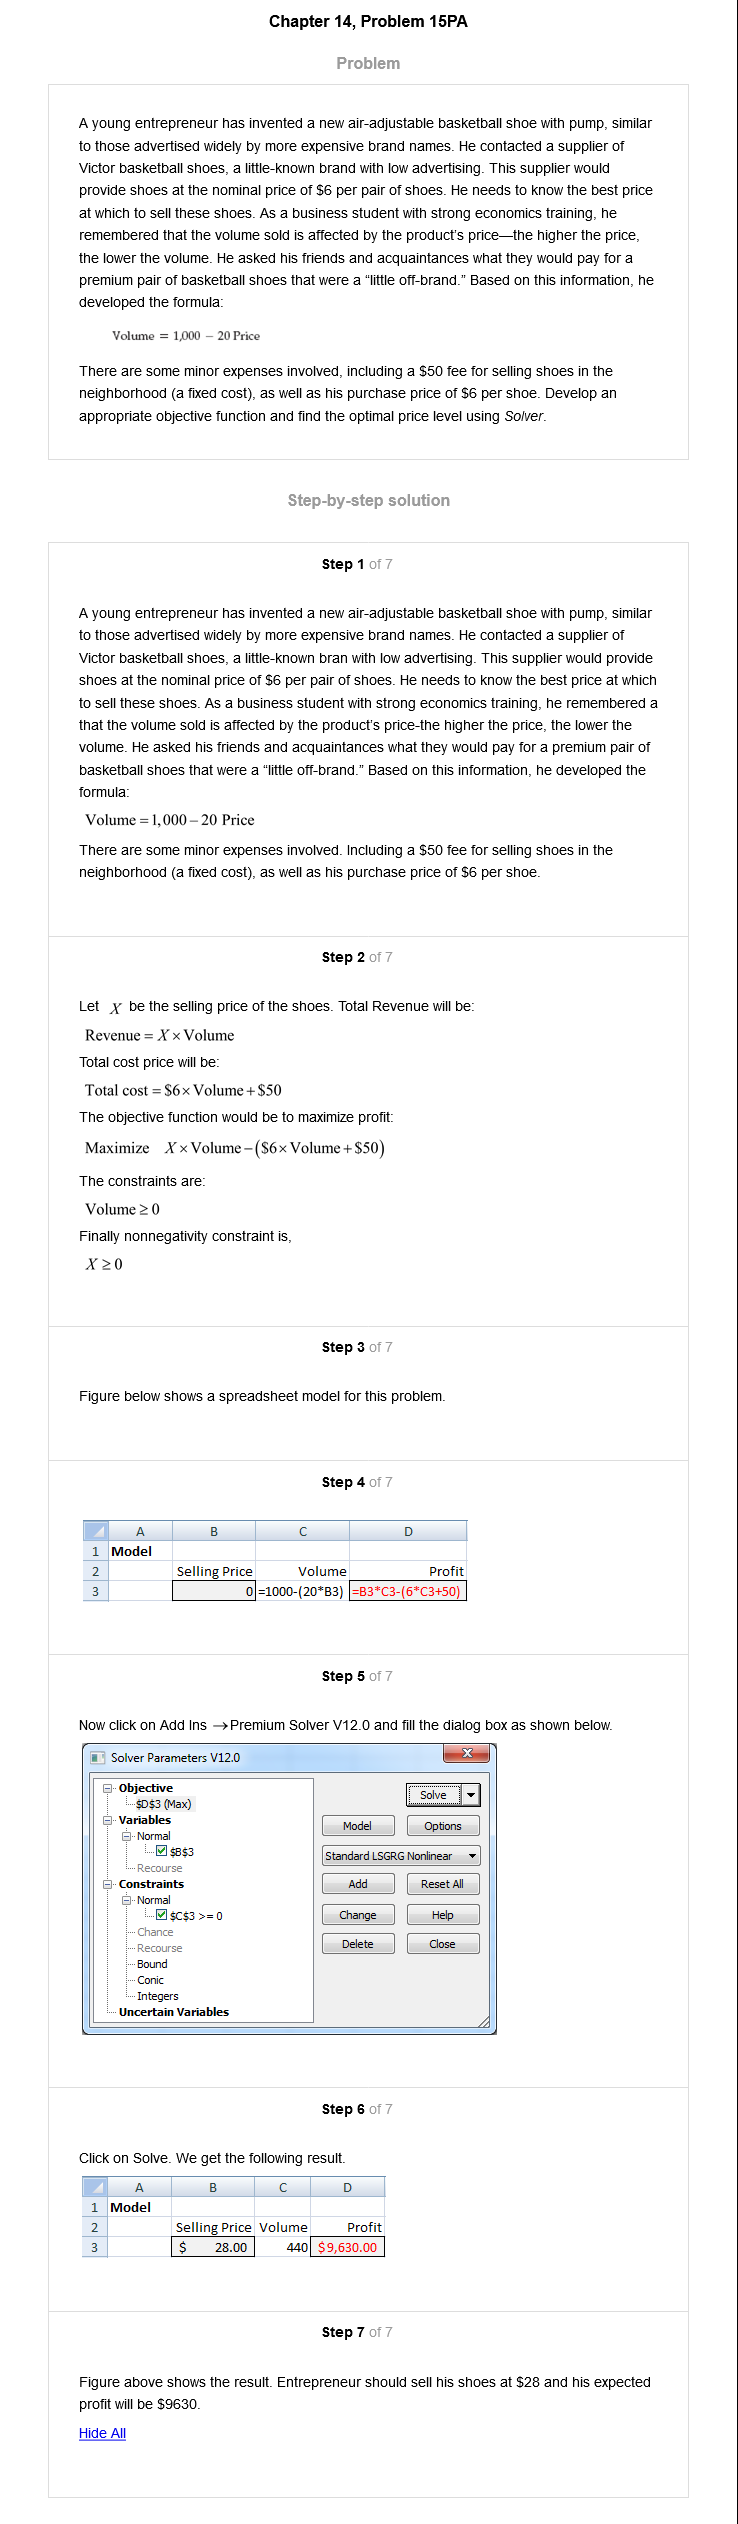 Chapter 14, Problem 15PA
Problem
A young entrepreneur has invented a new air-adjustable basketball shoe with pump, similar
to those advertised widely by more expensive brand names. He contacted a supplier of
Victor basketball shoes, a little-known brand with low advertising. This supplier would
provide shoes at the nominal price of $6 per pair of shoes. He needs to know the best price
at which to sell these shoes. As a business student with strong economics training, he
remembered that the volume sold is affected by the product's price—the higher the price,
the lower the volume. He asked his friends and acquaintances what they would pay for a
premium pair of basketball shoes that were a “little off-brand.” Based on this information, he
developed the formula:
Volume = 1,000 − 20 Price
There are some minor expenses involved, including a $50 fee for selling shoes in the
neighborhood (a fixed cost), as well as his purchase price of $6 per shoe. Develop an
appropriate objective function and find the optimal price level using Solver.
Step-by-step solution
Step 1 of 7
A young entrepreneur has invented a new air-adjustable basketball shoe with pump, similar
to those advertised widely by more expensive brand names. He contacted a supplier of
Victor basketball shoes, a little-known bran with low advertising. This supplier would provide
shoes at the nominal price of $6 per pair of shoes. He needs to know the best price at which
to sell these shoes. As a business student with strong economics training, he remembered a
that the volume sold is affected by the product's price-the higher the price, the lower the
volume. He asked his friends and acquaintances what they would pay for a premium pair of
basketball shoes that were a “little off-brand.” Based on this information, he developed the
formula:
Volume = 1,000 − 20 Price
There are some minor expenses involved. Including a $50 fee for selling shoes in the
neighborhood (a fixed cost), as well as his purchase price of $6 per shoe.
Step 2 of 7
Let X be the selling price of the shoes. Total Revenue will be:
Revenue = X × Volume
Total cost price will be:
Total cost = $6 × Volume + $50
The objective function would be to maximize profit:
Maximize X × Volume − ($6 × Volume + $50)
The constraints are:
Volume ≥ 0
Finally nonnegativity constraint is,
X ≥ 0
Step 3 of 7
Figure below shows a spreadsheet model for this problem.
Step 4 of 7
A B C D
1 Model
2 Selling Price Volume Profit
3 0 =1000-(20*B3) =B3*C3-(6*C3+50)
Step 5 of 7
Now click on Add Ins →Premium Solver V12.0 and fill the dialog box as shown below.
Solver Parameters V12.0 x
Objective
$D$3 (Max) Solve
Variables
Normal Model Options
$B$3
Recourse Standard LSGRG Nonlinear
Constraints Add Reset All
Normal
$C$3 >= 0 Change Help
Chance
Recourse Delete Close
Bound
Conic
Integers
Uncertain Variables
Step 6 of 7
Click on Solve. We get the following result.
A B C D
1 Model
2 Selling Price Volume Profit
3 $ 28.00 440 $9,630.00
Step 7 of 7
Figure above shows the result. Entrepreneur should sell his shoes at $28 and his expected
profit will be $9630.
Hide All